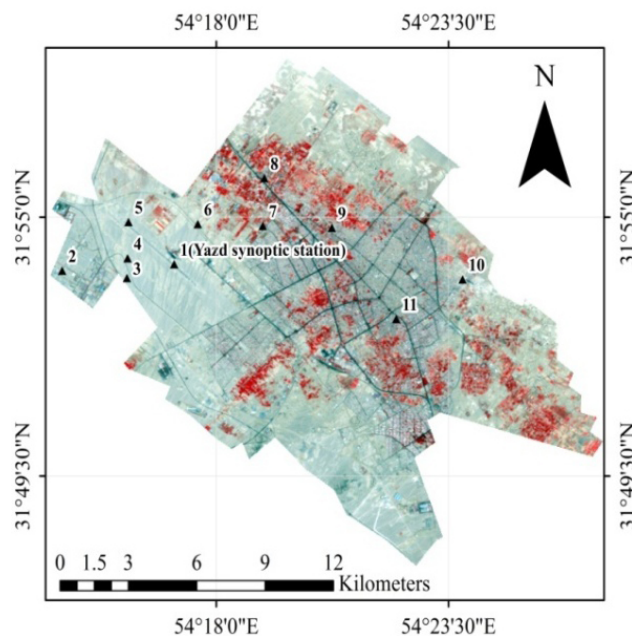 54°18'0"E 54°23'30"E
N
8
31°55'0"N 31°55'0"N
5 6 7 9
1(Yazd synoptic station)
4
2 3 10
11
31°49'30"N 31°49'30"N
0 1.5 3 6 9 12
Kilometers
54°18'0"E 54°23'30"E